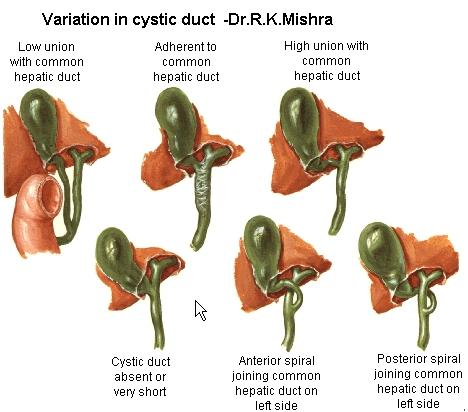 Variation in cystic duct -Dr.R.K.Mishra
Low union
with common
hepatic duct
Adherent to
common
hepatic duct
High union with
common
hepatic duct
Cystic duct
absent or
very short
Anterior spiral
joining common
hepatic duct on
left side
Posterior spiral
joining common
hepatic duct on
left side